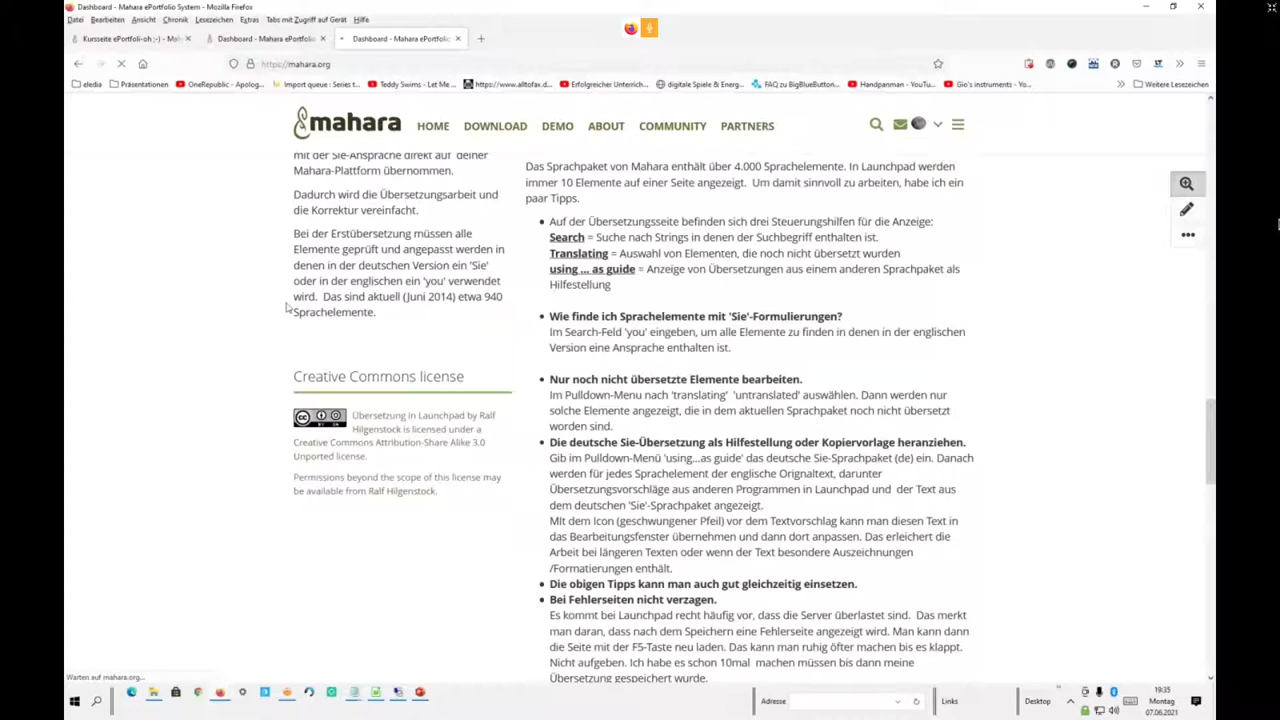 Dashboard - Mahara ePortfolio System - Mozilla Firefox
Datei Bearbeiten Ansicht Chronik Lesezeichen Extras Tabs mit Zugriff auf Gerät Hilfe
Kursseite ePortfoli-oh ;-) - Mah
Dashboard - Mahara ePortfolio
Dashboard - Mahara ePortfolio
https://mahara.org
eledia Präsentationen OneRepublic - Apolog... Import queue : Series t... Teddy Swims - Let Me ... https://www.alltofax.d... Erfolgreicher Unterrich... digitale Spiele & Energ... FAQ zu BigBlueButton... Handpanman - YouTu... Gio's instruments - Yo... Weitere Lesezeichen
mahara HOME DOWNLOAD DEMO ABOUT COMMUNITY PARTNERS
mit der Sie-Ansprache direkt auf deiner
Mahara-Plattform übernommen.
Dadurch wird die Übersetzungsarbeit und
die Korrektur vereinfacht.
Bei der Erstübersetzung müssen alle
Elemente geprüft und angepasst werden in
denen in der deutschen Version ein 'Sie'
oder in der englischen ein 'you' verwendet
wird. Das sind aktuell (Juni 2014) etwa 940
Sprachelemente.
Creative Commons license
Übersetzung in Launchpad by Ralf
Hilgenstock is licensed under a
Creative Commons Attribution-Share Alike 3.0
Unported license.
Permissions beyond the scope of this license may
be available from Ralf Hilgenstock.
Das Sprachpaket von Mahara enthält über 4.000 Sprachelemente. In Launchpad werden
immer 10 Elemente auf einer Seite angezeigt. Um damit sinnvoll zu arbeiten, habe ich ein
paar Tipps.
Auf der Übersetzungsseite befinden sich drei Steuerungshilfen für die Anzeige:
Search = Suche nach Strings in denen der Suchbegriff enthalten ist.
Translating = Auswahl von Elementen, die noch nicht übersetzt wurden
using ... as guide = Anzeige von Übersetzungen aus einem anderen Sprachpaket als
Hilfestellung
Wie finde ich Sprachelemente mit 'Sie'-Formulierungen?
Im Search-Feld 'you' eingeben, um alle Elemente zu finden in denen in der englischen
Version eine Ansprache enthalten ist.
Nur noch nicht übersetzte Elemente bearbeiten.
Im Pulldown-Menu nach 'translating' 'untranslated' auswählen. Dann werden nur
solche Elemente angezeigt, die in dem aktuellen Sprachpaket noch nicht übersetzt
worden sind.
Die deutsche Sie-Übersetzung als Hilfestellung oder Kopiervorlage heranziehen.
Gib im Pulldown-Menü 'using...as guide' das deutsche Sie-Sprachpaket (de) ein. Danach
werden für jedes Sprachelement der englische Orignaltext, darunter
Übersetzungsvorschläge aus anderen Programmen in Launchpad und der Text aus
dem deutschen 'Sie'-Sprachpaket angezeigt.
MIt dem Icon (geschwungener Pfeil) vor dem Textvorschlag kann man diesen Text in
das Bearbeitungsfenster übernehmen und dann dort anpassen. Das erleichert die
Arbeit bei längeren Texten oder wenn der Text besondere Auszeichnungen
/Formatierungen enthält.
Die obigen Tipps kann man auch gut gleichzeitig einsetzen.
Bei Fehlerseiten nicht verzagen.
Es kommt bei Launchpad recht häufig vor, dass die Server überlastet sind. Das merkt
man daran, dass nach dem Speichern eine Fehlerseite angezeigt wird. Man kann dann
die Seite mit der F5-Taste neu laden. Das kann man ruhig öfter machen bis es klappt.
Nicht aufgeben. Ich habe es schon 10mal machen müssen bis dann meine
Übersetzung gespeichert wurde.
Warten auf mahara.org...
Adresse
Links
Desktop
19:35
Montag
07.06.2021